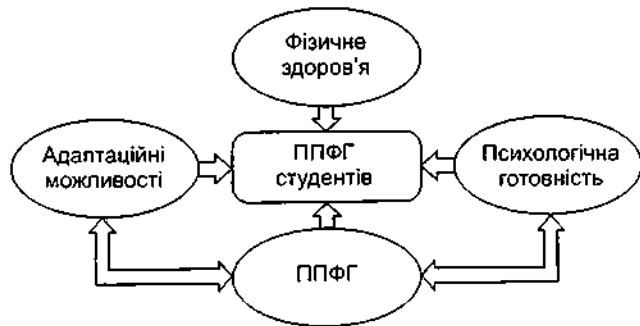 Фізичне
здоров'я
Адаптаційні
можливості
ППФГ
студентів
Психологічна
готовність
ППФГ